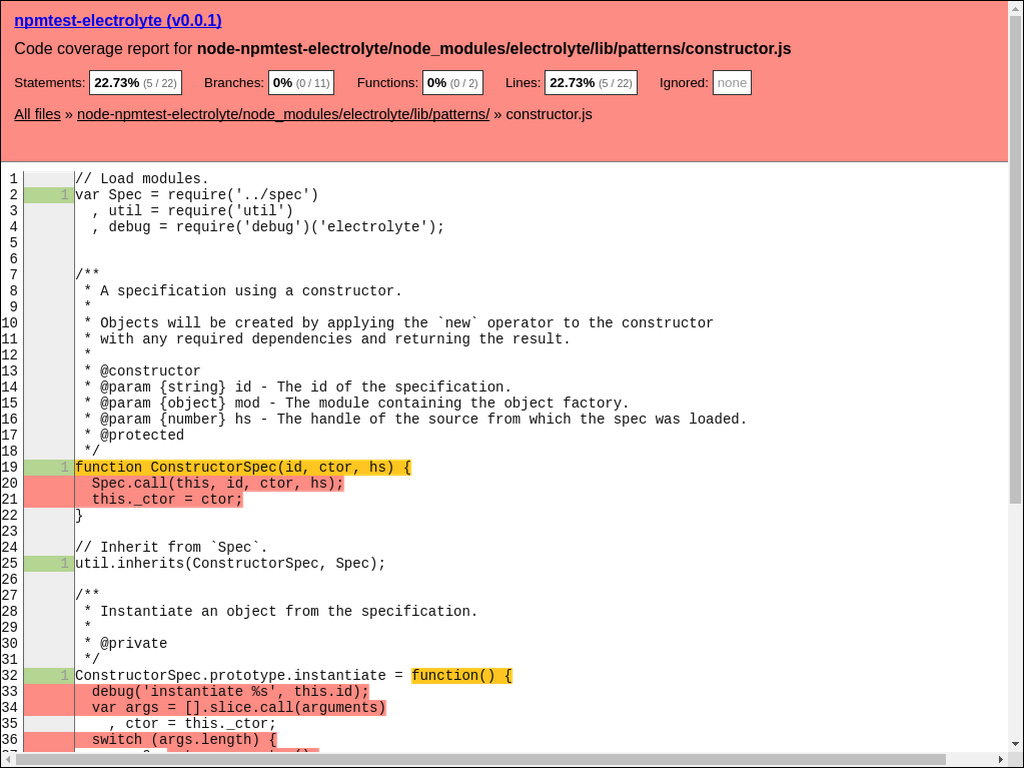 npmtest-electrolyte (v0.0.1)
Code coverage report for node-npmtest-electrolyte/node_modules/electrolyte/lib/patterns/constructor.js
Statements: 22.73% (5 / 22) Branches: 0% (0 / 11) Functions: 0% (0 / 2) Lines: 22.73% (5 / 22) Ignored: none
All files » node-npmtest-electrolyte/node_modules/electrolyte/lib/patterns/ » constructor.js
1 // Load modules.
2 1 var Spec = require('../spec')
3 , util = require('util')
4 , debug = require('debug')('electrolyte');
5
6
7 /**
8 * A specification using a constructor.
9 *
10 * Objects will be created by applying the `new` operator to the constructor
11 * with any required dependencies and returning the result.
12 *
13 * @constructor
14 * @param {string} id - The id of the specification.
15 * @param {object} mod - The module containing the object factory.
16 * @param {number} hs - The handle of the source from which the spec was loaded.
17 * @protected
18 */
19 1 function ConstructorSpec(id, ctor, hs) {
20 Spec.call(this, id, ctor, hs);
21 this._ctor = ctor;
22 }
23
24 // Inherit from `Spec`.
25 1 util.inherits(ConstructorSpec, Spec);
26
27 /**
28 * Instantiate an object from the specification.
29 *
30 * @private
31 */
32 1 ConstructorSpec.prototype.instantiate = function() {
33 debug('instantiate %s', this.id);
34 var args = [].slice.call(arguments)
35 , ctor = this._ctor;
36 switch (args.length) {